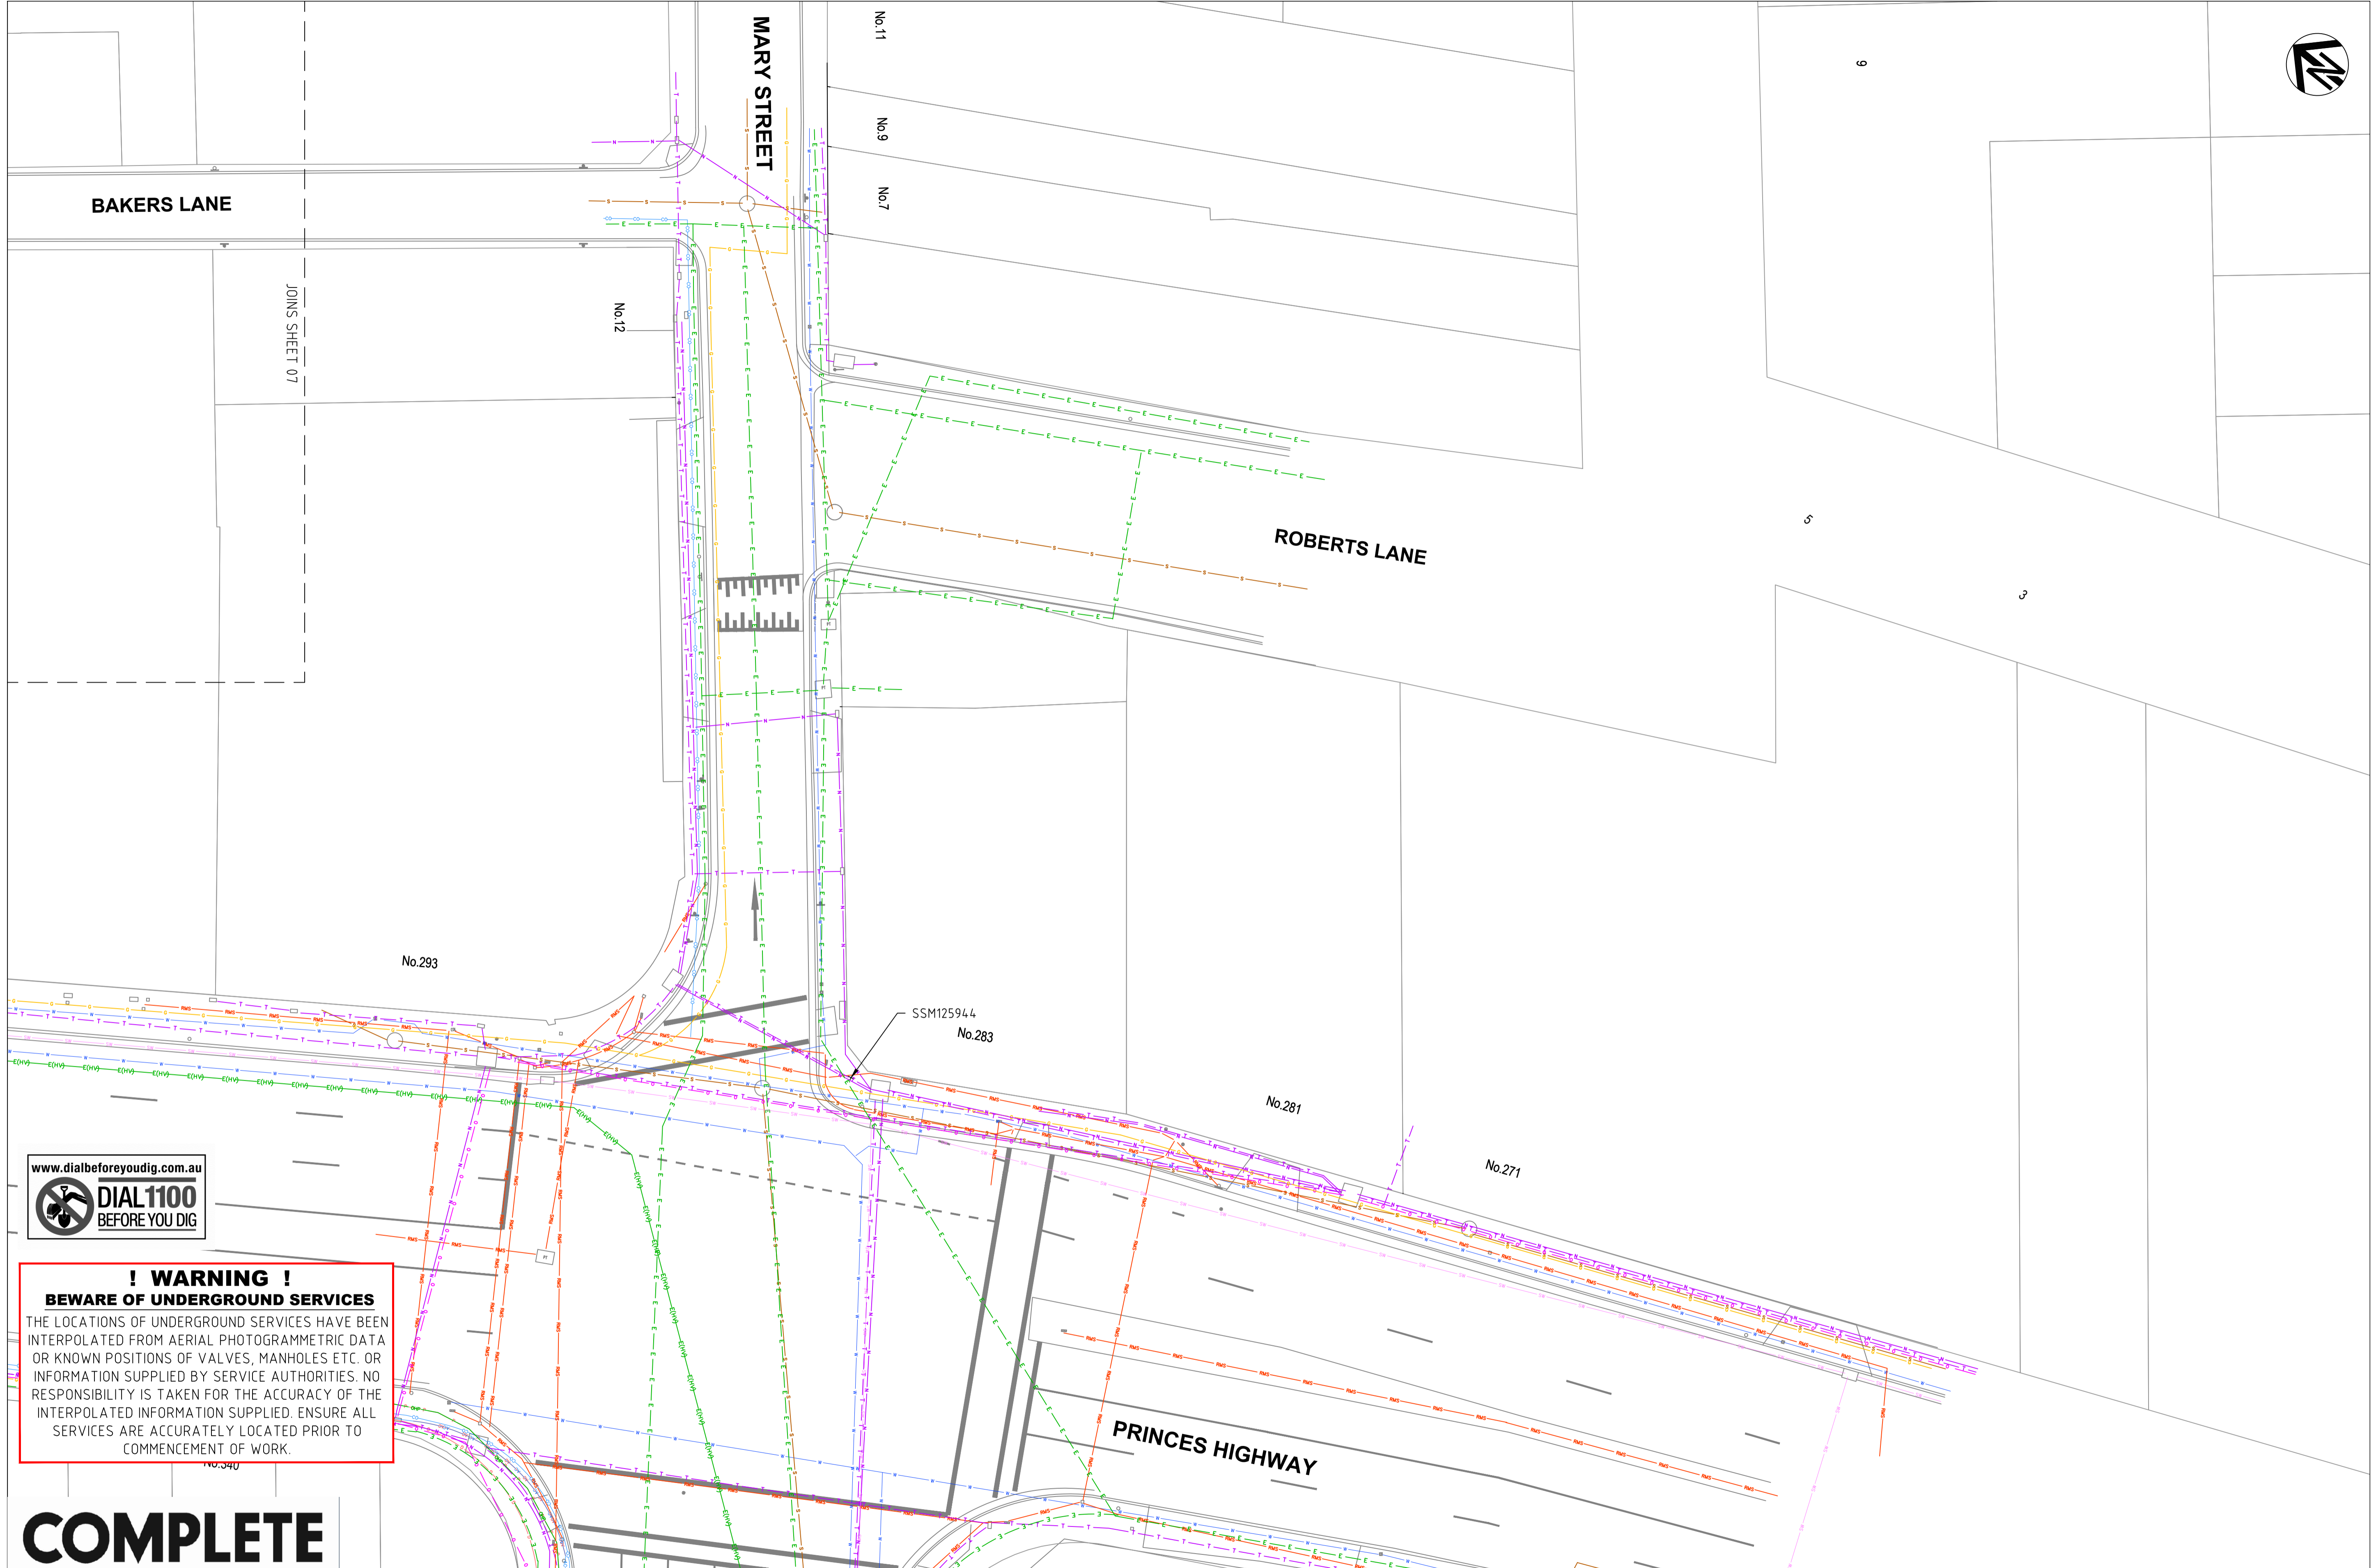 MARY STREET
No.11
No.9
No.7
9
BAKERS LANE
JOINS SHEET 07
No.12
ROBERTS LANE
5
3
No.293
SSM125944
No.283
No.281
No.271
PRINCES HIGHWAY
www.dialbeforeyoudig.com.au
DIAL1100
BEFORE YOU DIG
! WARNING !
BEWARE OF UNDERGROUND SERVICES
THE LOCATIONS OF UNDERGROUND SERVICES HAVE BEEN
INTERPOLATED FROM AERIAL PHOTOGRAMMETRIC DATA
OR KNOWN POSITIONS OF VALVES, MANHOLES ETC. OR
INFORMATION SUPPLIED BY SERVICE AUTHORITIES. NO
RESPONSIBILITY IS TAKEN FOR THE ACCURACY OF THE
INTERPOLATED INFORMATION SUPPLIED. ENSURE ALL
SERVICES ARE ACCURATELY LOCATED PRIOR TO
COMMENCEMENT OF WORK.
No.340
COMPLETE